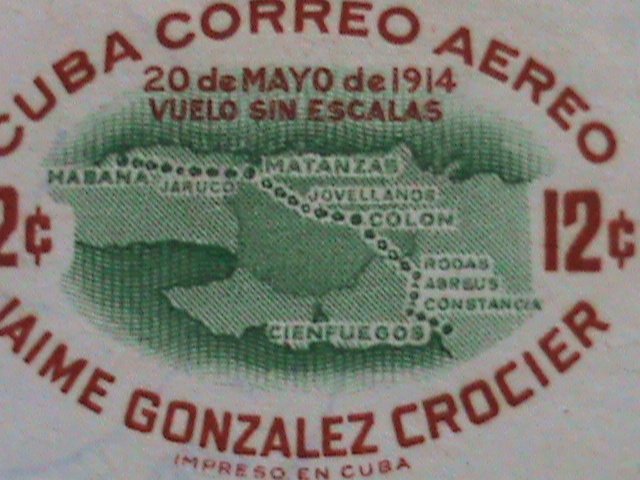 CUBA CORREO AEREO
20 de MAYO de 1914
VUELO SIN ESCALAS
HABANA
JARUCO
MATANZAS
JOVELLANOS
COLON
RODAS
ABREUS
CONSTANCIA
CIENFUEGOS
2¢
12¢
JAIME GONZALEZ CROCIER
IMPRESO EN CUBA